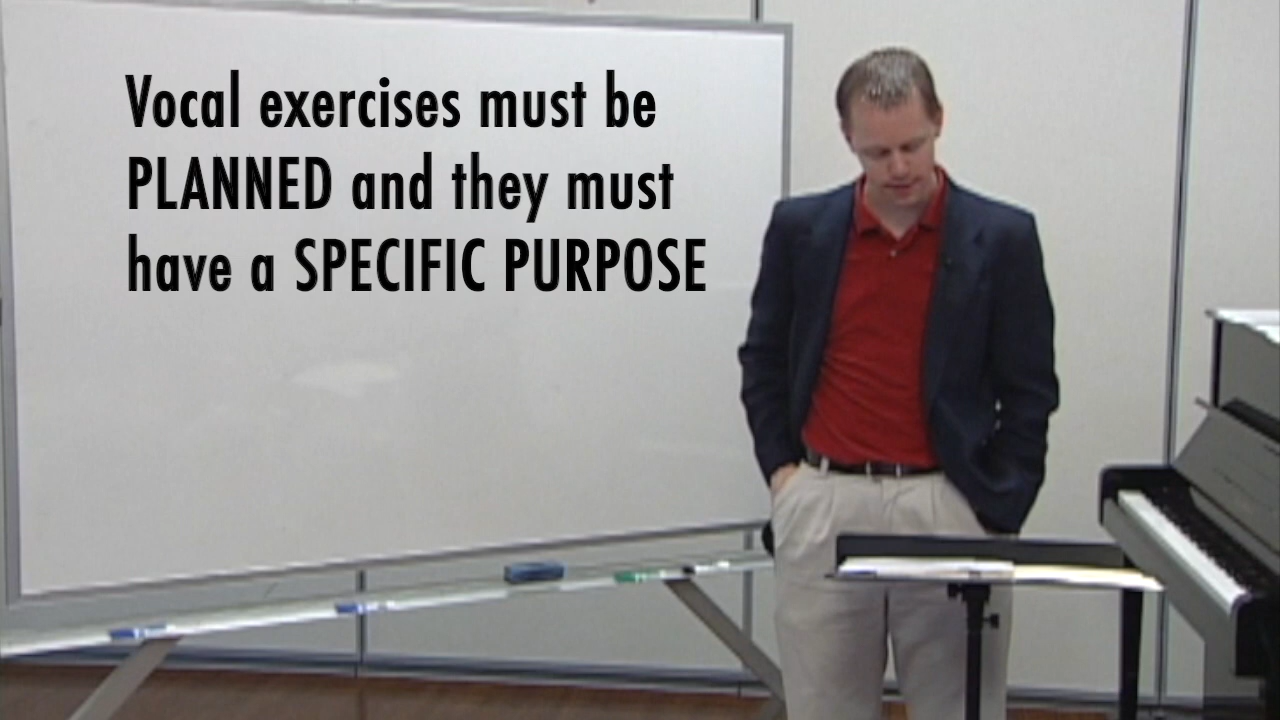 Vocal exercises must be
PLANNED and they must
have a SPECIFIC PURPOSE